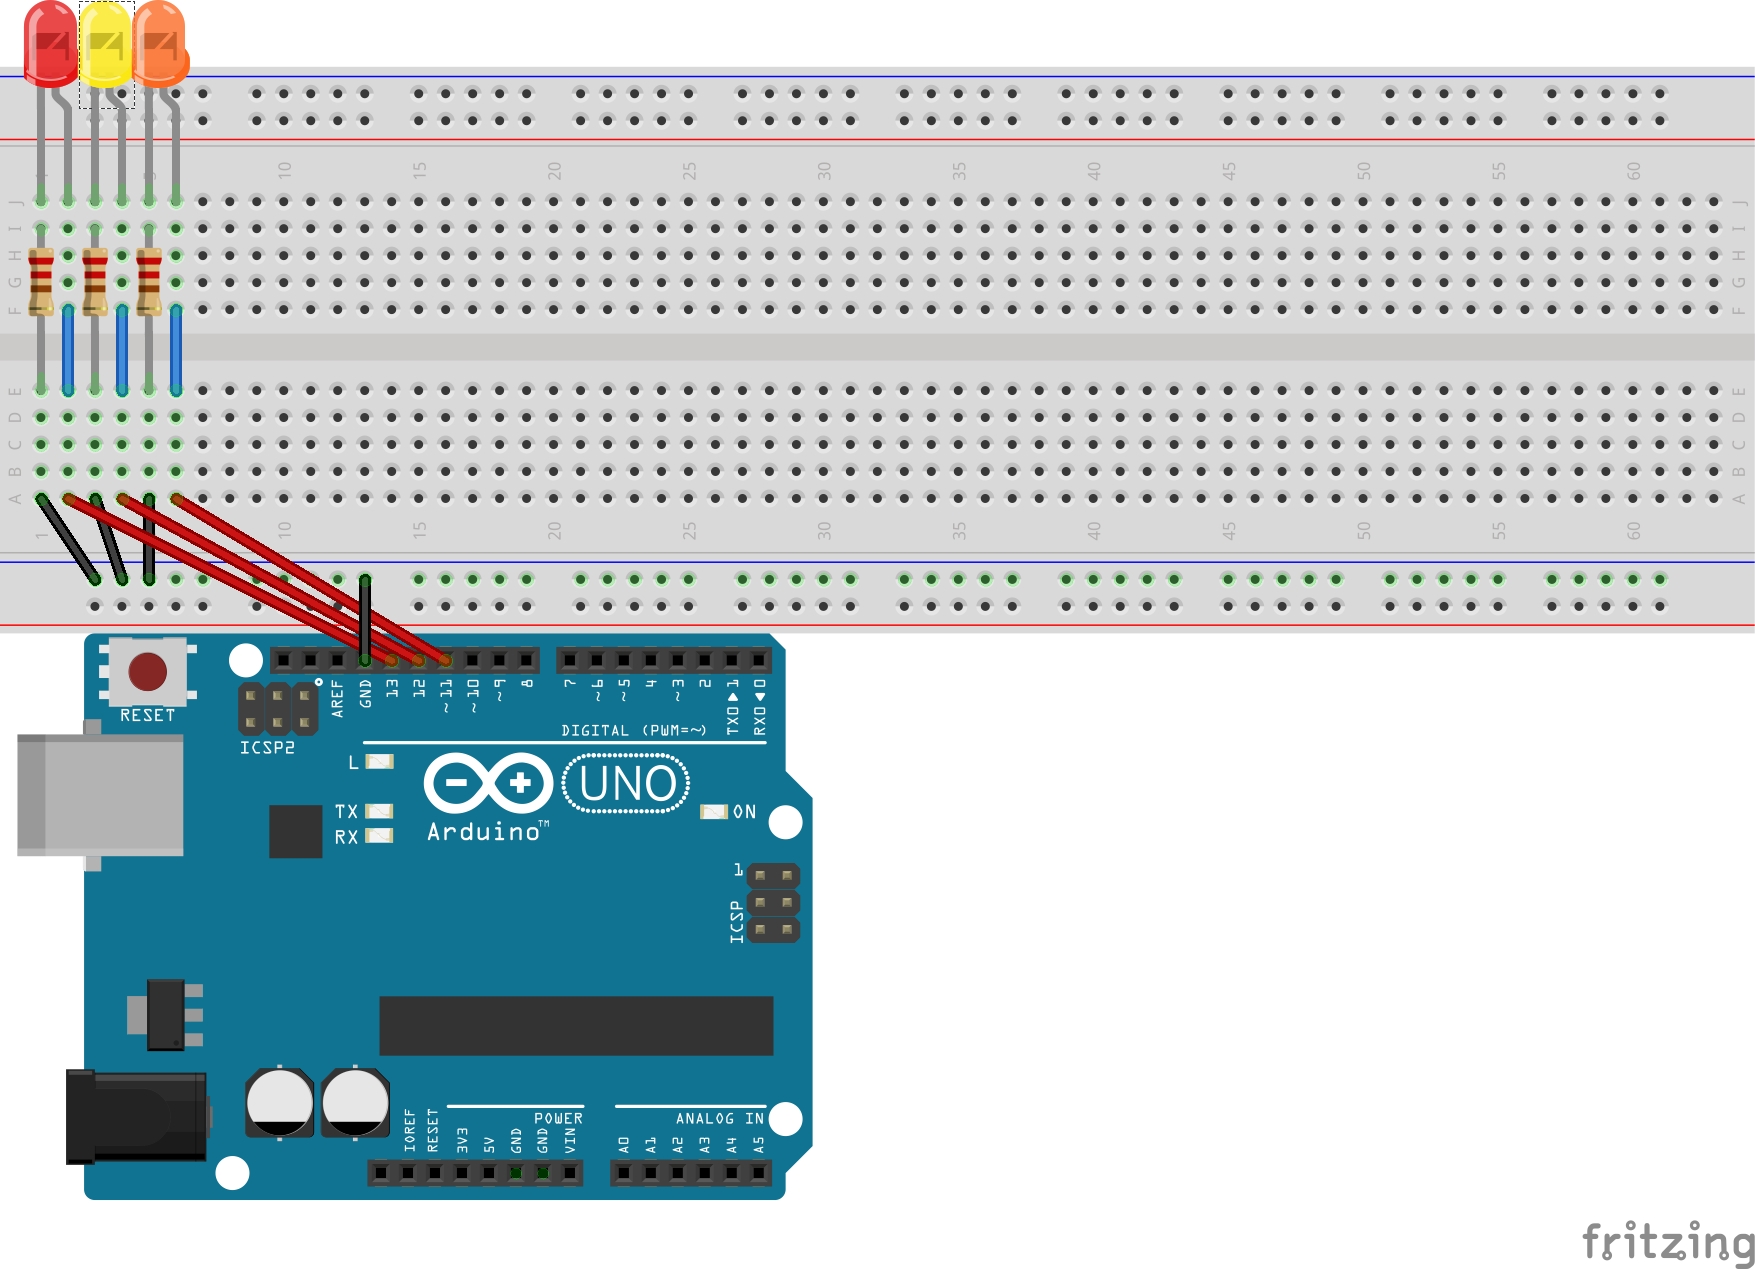 10 15 20 25 30 35 40 45 50 55 60
J J
I I
H H
G G
F F
E E
D D
C C
B B
A A
1 10 15 20 25 30 35 40 45 50 55 60
AREF GND 13 12 ~11 ~10 ~9 8 7 ~6 ~5 4 ~3 2 TX0▶1 RX0◀0
RESET
ICSP2
DIGITAL (PWM=~)
L
TX
RX
UNO
ON
Arduino™
1
ICSP
POWER
ANALOG IN
IOREF RESET 3V3 5V GND GND VIN A0 A1 A2 A3 A4 A5
fritzing